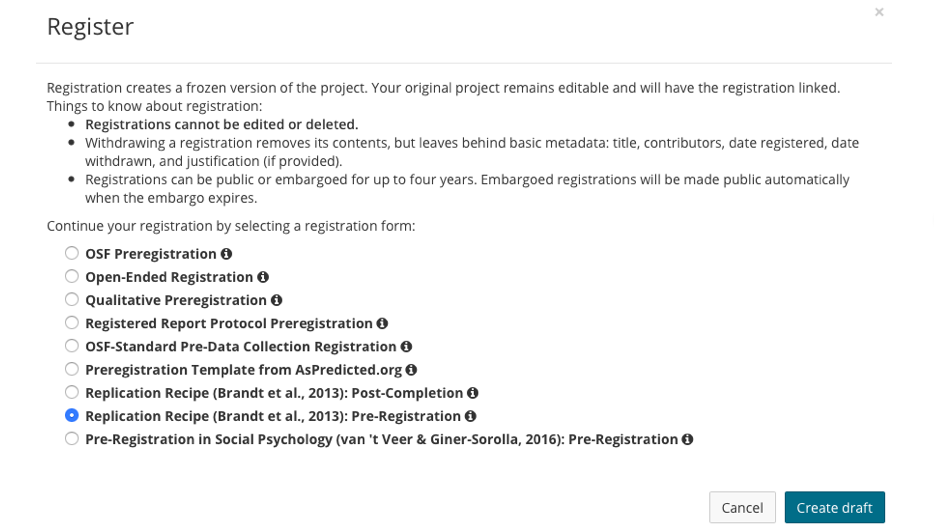 Register
×
Registration creates a frozen version of the project. Your original project remains editable and will have the registration linked.
Things to know about registration:
• Registrations cannot be edited or deleted.
• Withdrawing a registration removes its contents, but leaves behind basic metadata: title, contributors, date registered, date
withdrawn, and justification (if provided).
• Registrations can be public or embargoed for up to four years. Embargoed registrations will be made public automatically
when the embargo expires.
Continue your registration by selecting a registration form:
OSF Preregistration
Open-Ended Registration
Qualitative Preregistration
Registered Report Protocol Preregistration
OSF-Standard Pre-Data Collection Registration
Preregistration Template from AsPredicted.org
Replication Recipe (Brandt et al., 2013): Post-Completion
Replication Recipe (Brandt et al., 2013): Pre-Registration
Pre-Registration in Social Psychology (van 't Veer & Giner-Sorolla, 2016): Pre-Registration
Cancel
Create draft